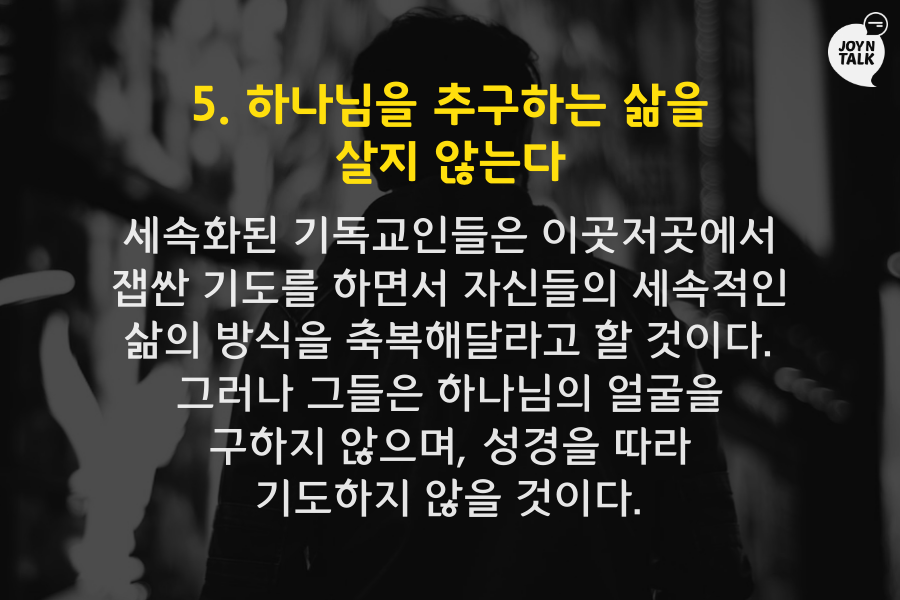 JOYN
TALK
5. 하나님을 추구하는 삶을
살지 않는다
세속화된 기독교인들은 이곳저곳에서
잽싼 기도를 하면서 자신들의 세속적인
삶의 방식을 축복해달라고 할 것이다.
그러나 그들은 하나님의 얼굴을
구하지 않으며, 성경을 따라
기도하지 않을 것이다.